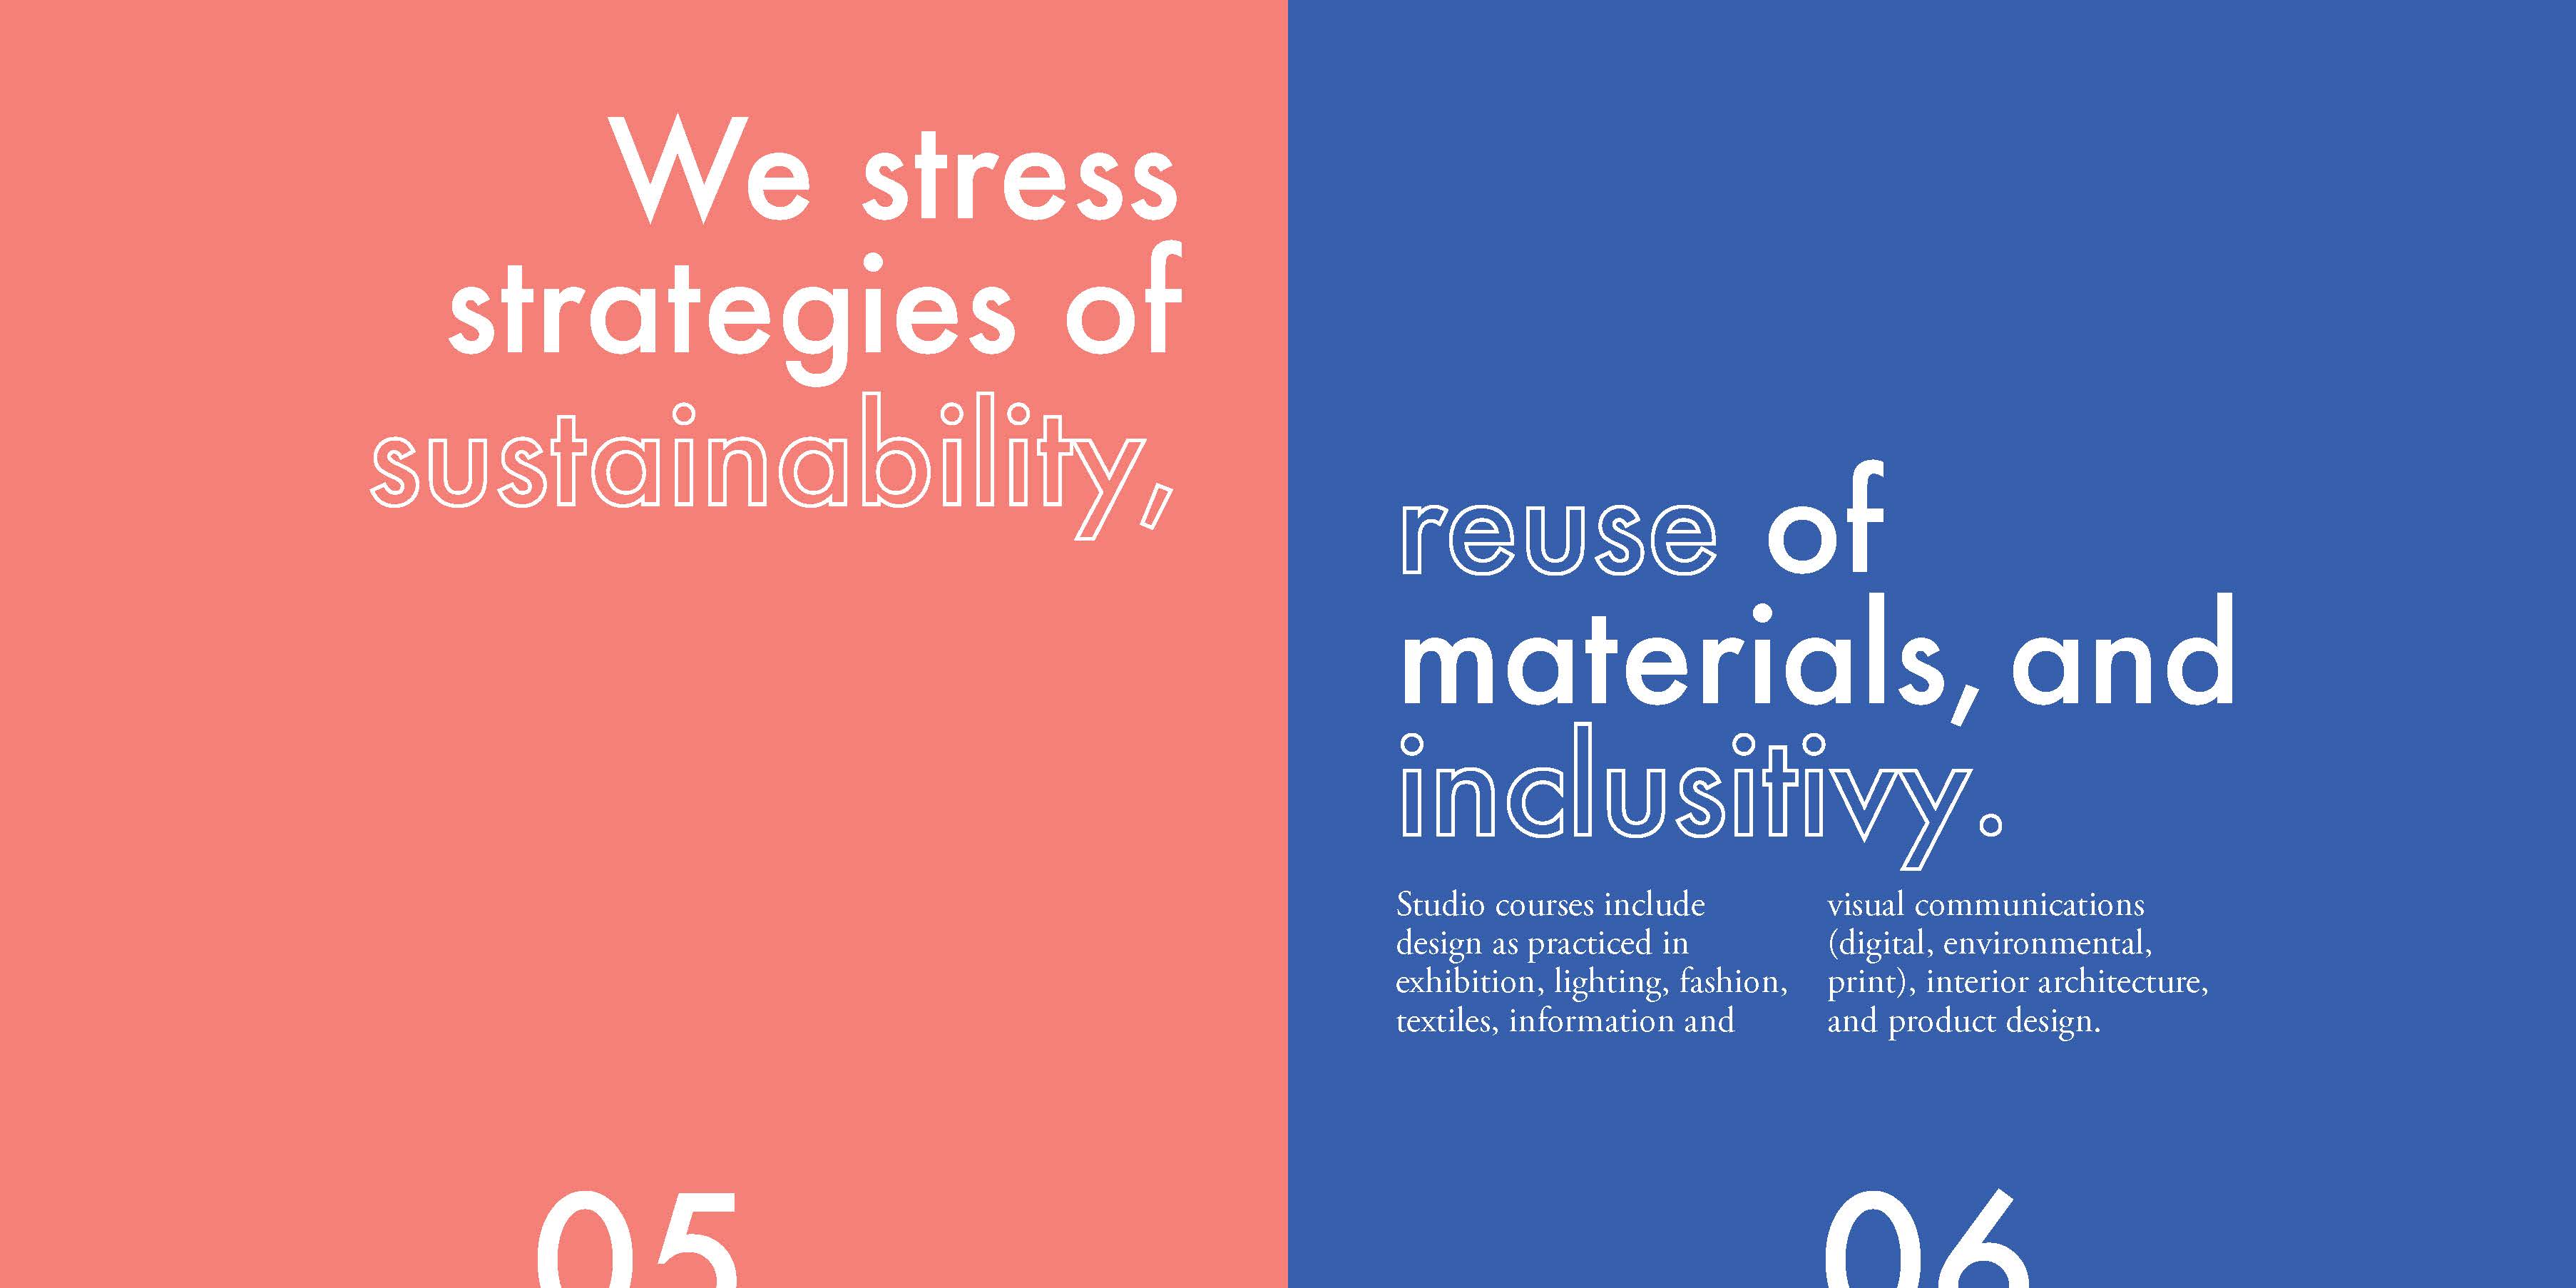 We stress
strategies of
sustainability,
reuse of
materials, and
inclusitivy.
Studio courses include
design as practiced in
exhibition, lighting, fashion,
textiles, information and
visual communications
(digital, environmental,
print), interior architecture,
and product design.
05
06